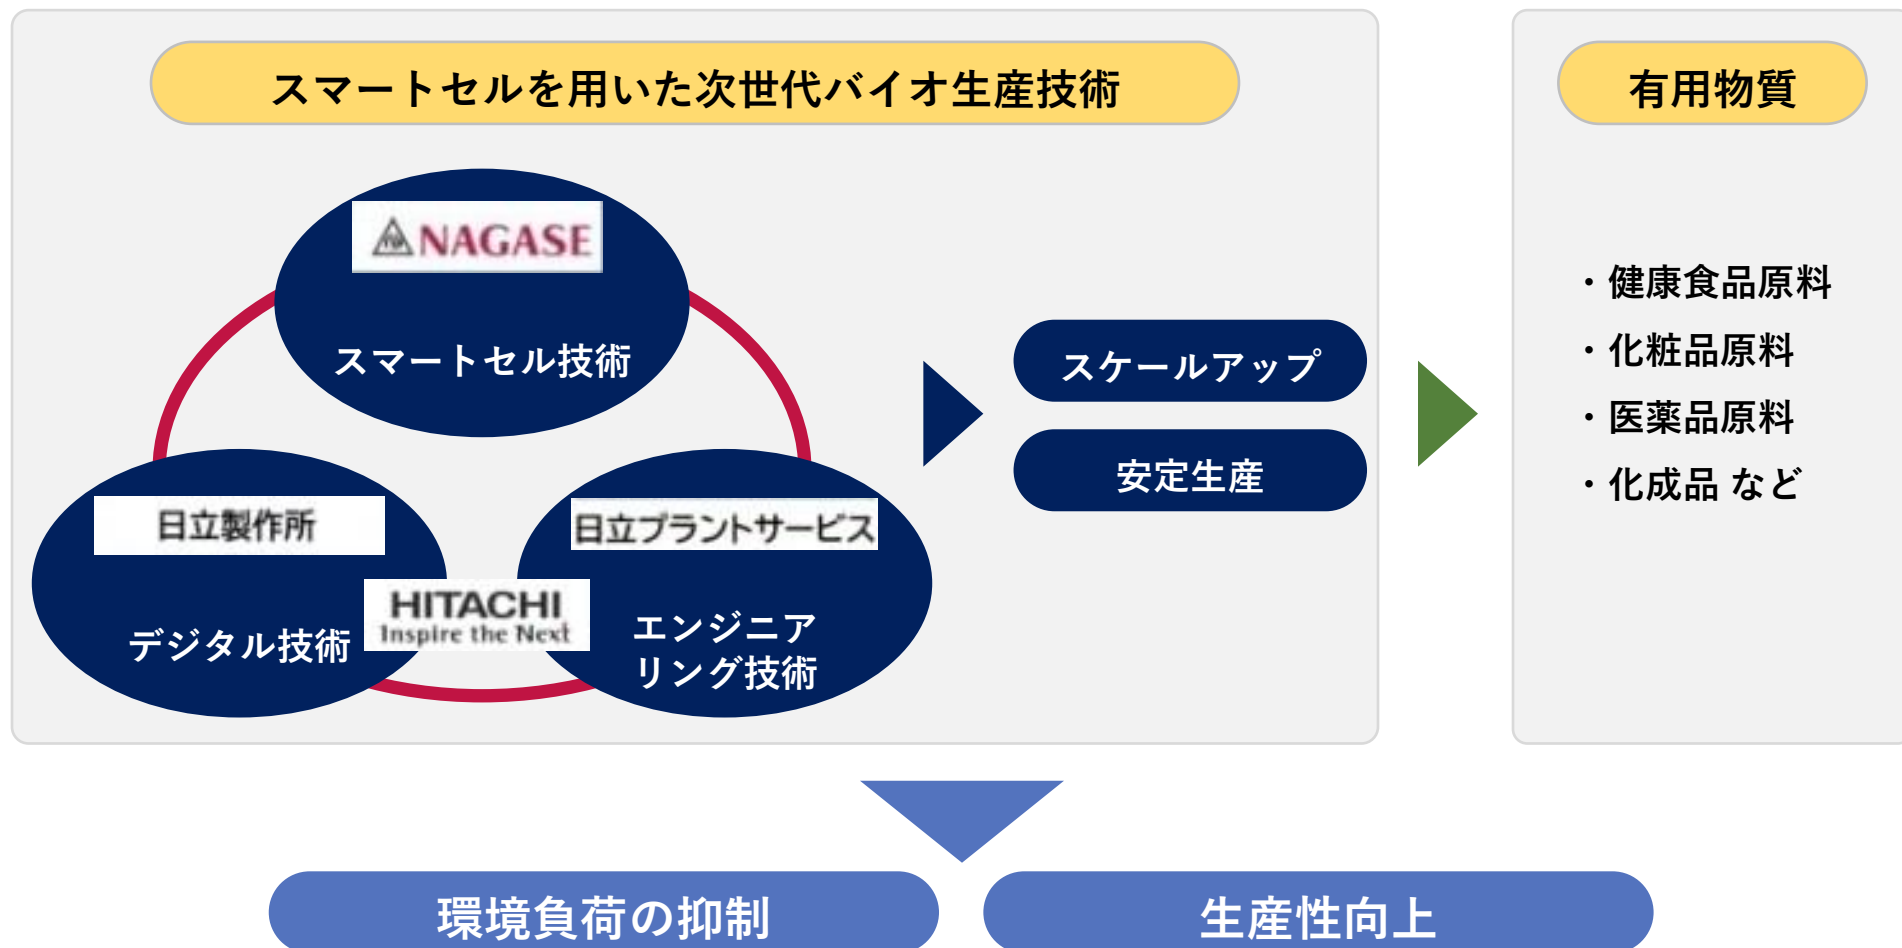 スマートセルを用いた次世代バイオ生産技術
NAGASE
スマートセル技術
日立製作所
デジタル技術
日立プラントサービス
エンジニア
リング技術
HITACHI
Inspire the Next
スケールアップ
安定生産
有用物質
・健康食品原料
・化粧品原料
・医薬品原料
・化成品 など
環境負荷の抑制
生産性向上